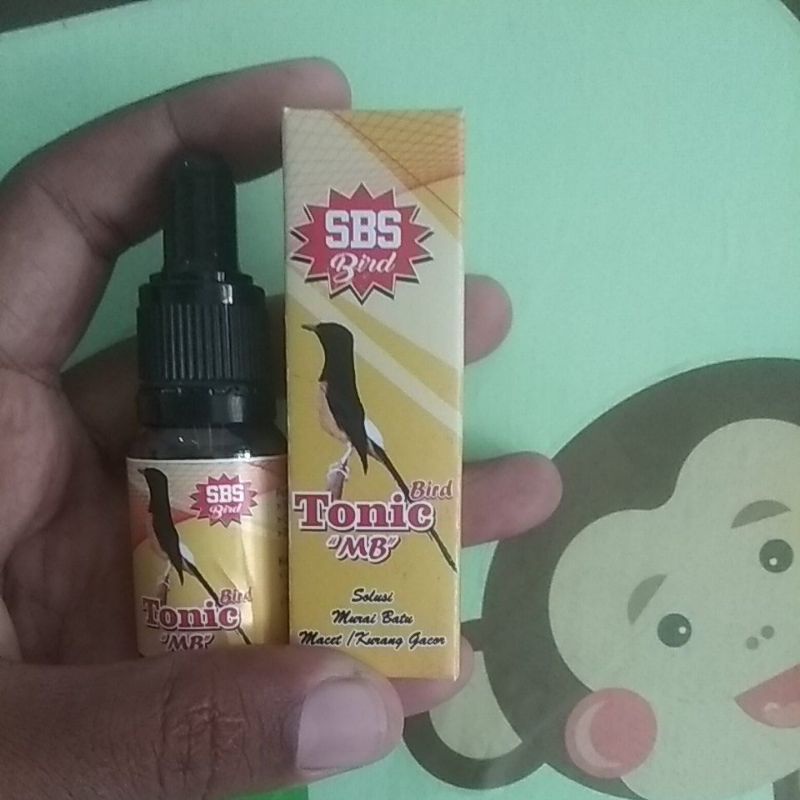 SBS
Bird
Bird
Tonic
"MB"
Solusi
Murai Batu
Macet /Kurang Gacor
SBS
Bird
Bird
Tonic
"MB"